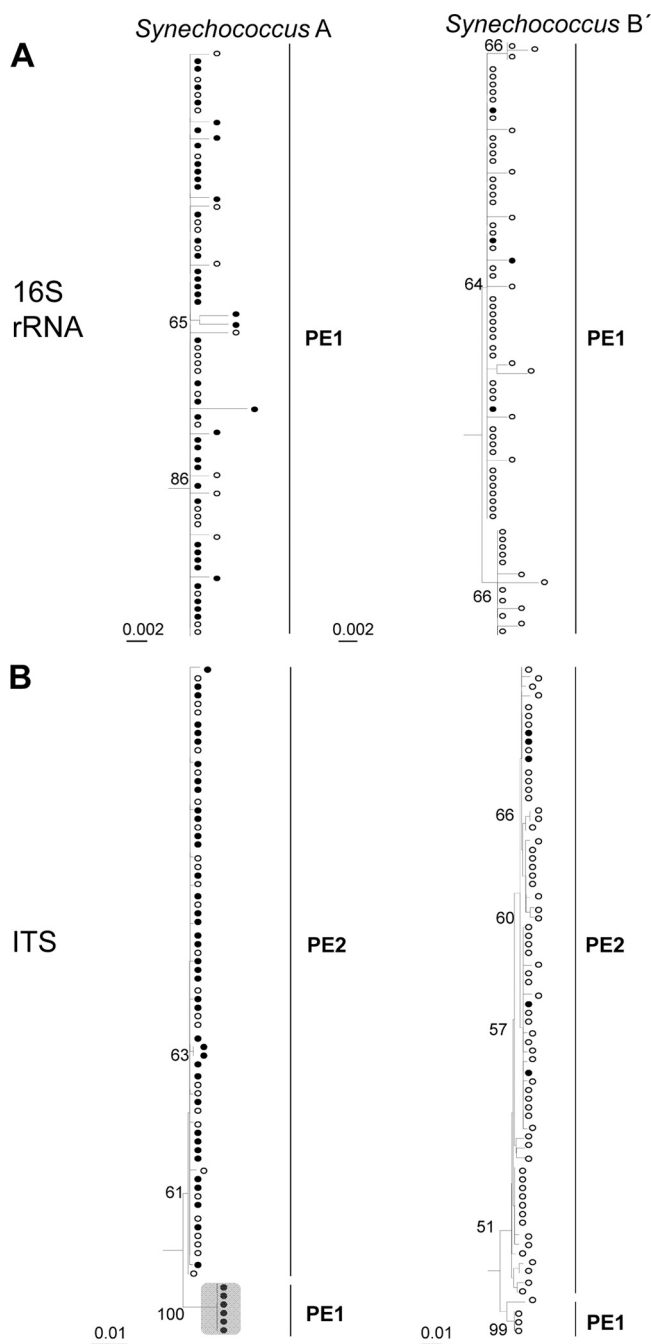 Synechococcus A
Synechococcus B´
A
66
16S
rRNA
65
PE1
64
PE1
86
66
0.002
0.002
B
66
ITS
60
PE2
PE2
57
63
61
51
100
PE1
PE1
0.01
0.01
99